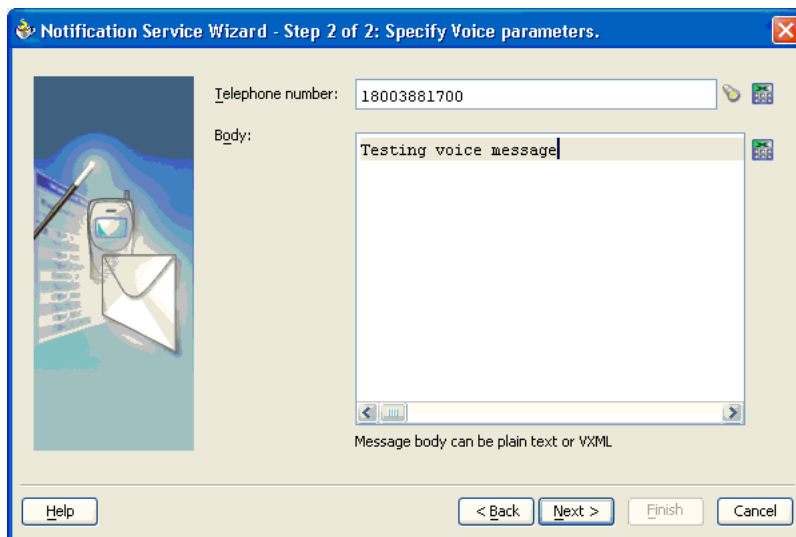 Notification Service Wizard - Step 2 of 2: Specify Voice parameters.
Telephone number: 18003881700
Body:
Testing voice message
Message body can be plain text or VXML
Help < Back Next > Finish Cancel